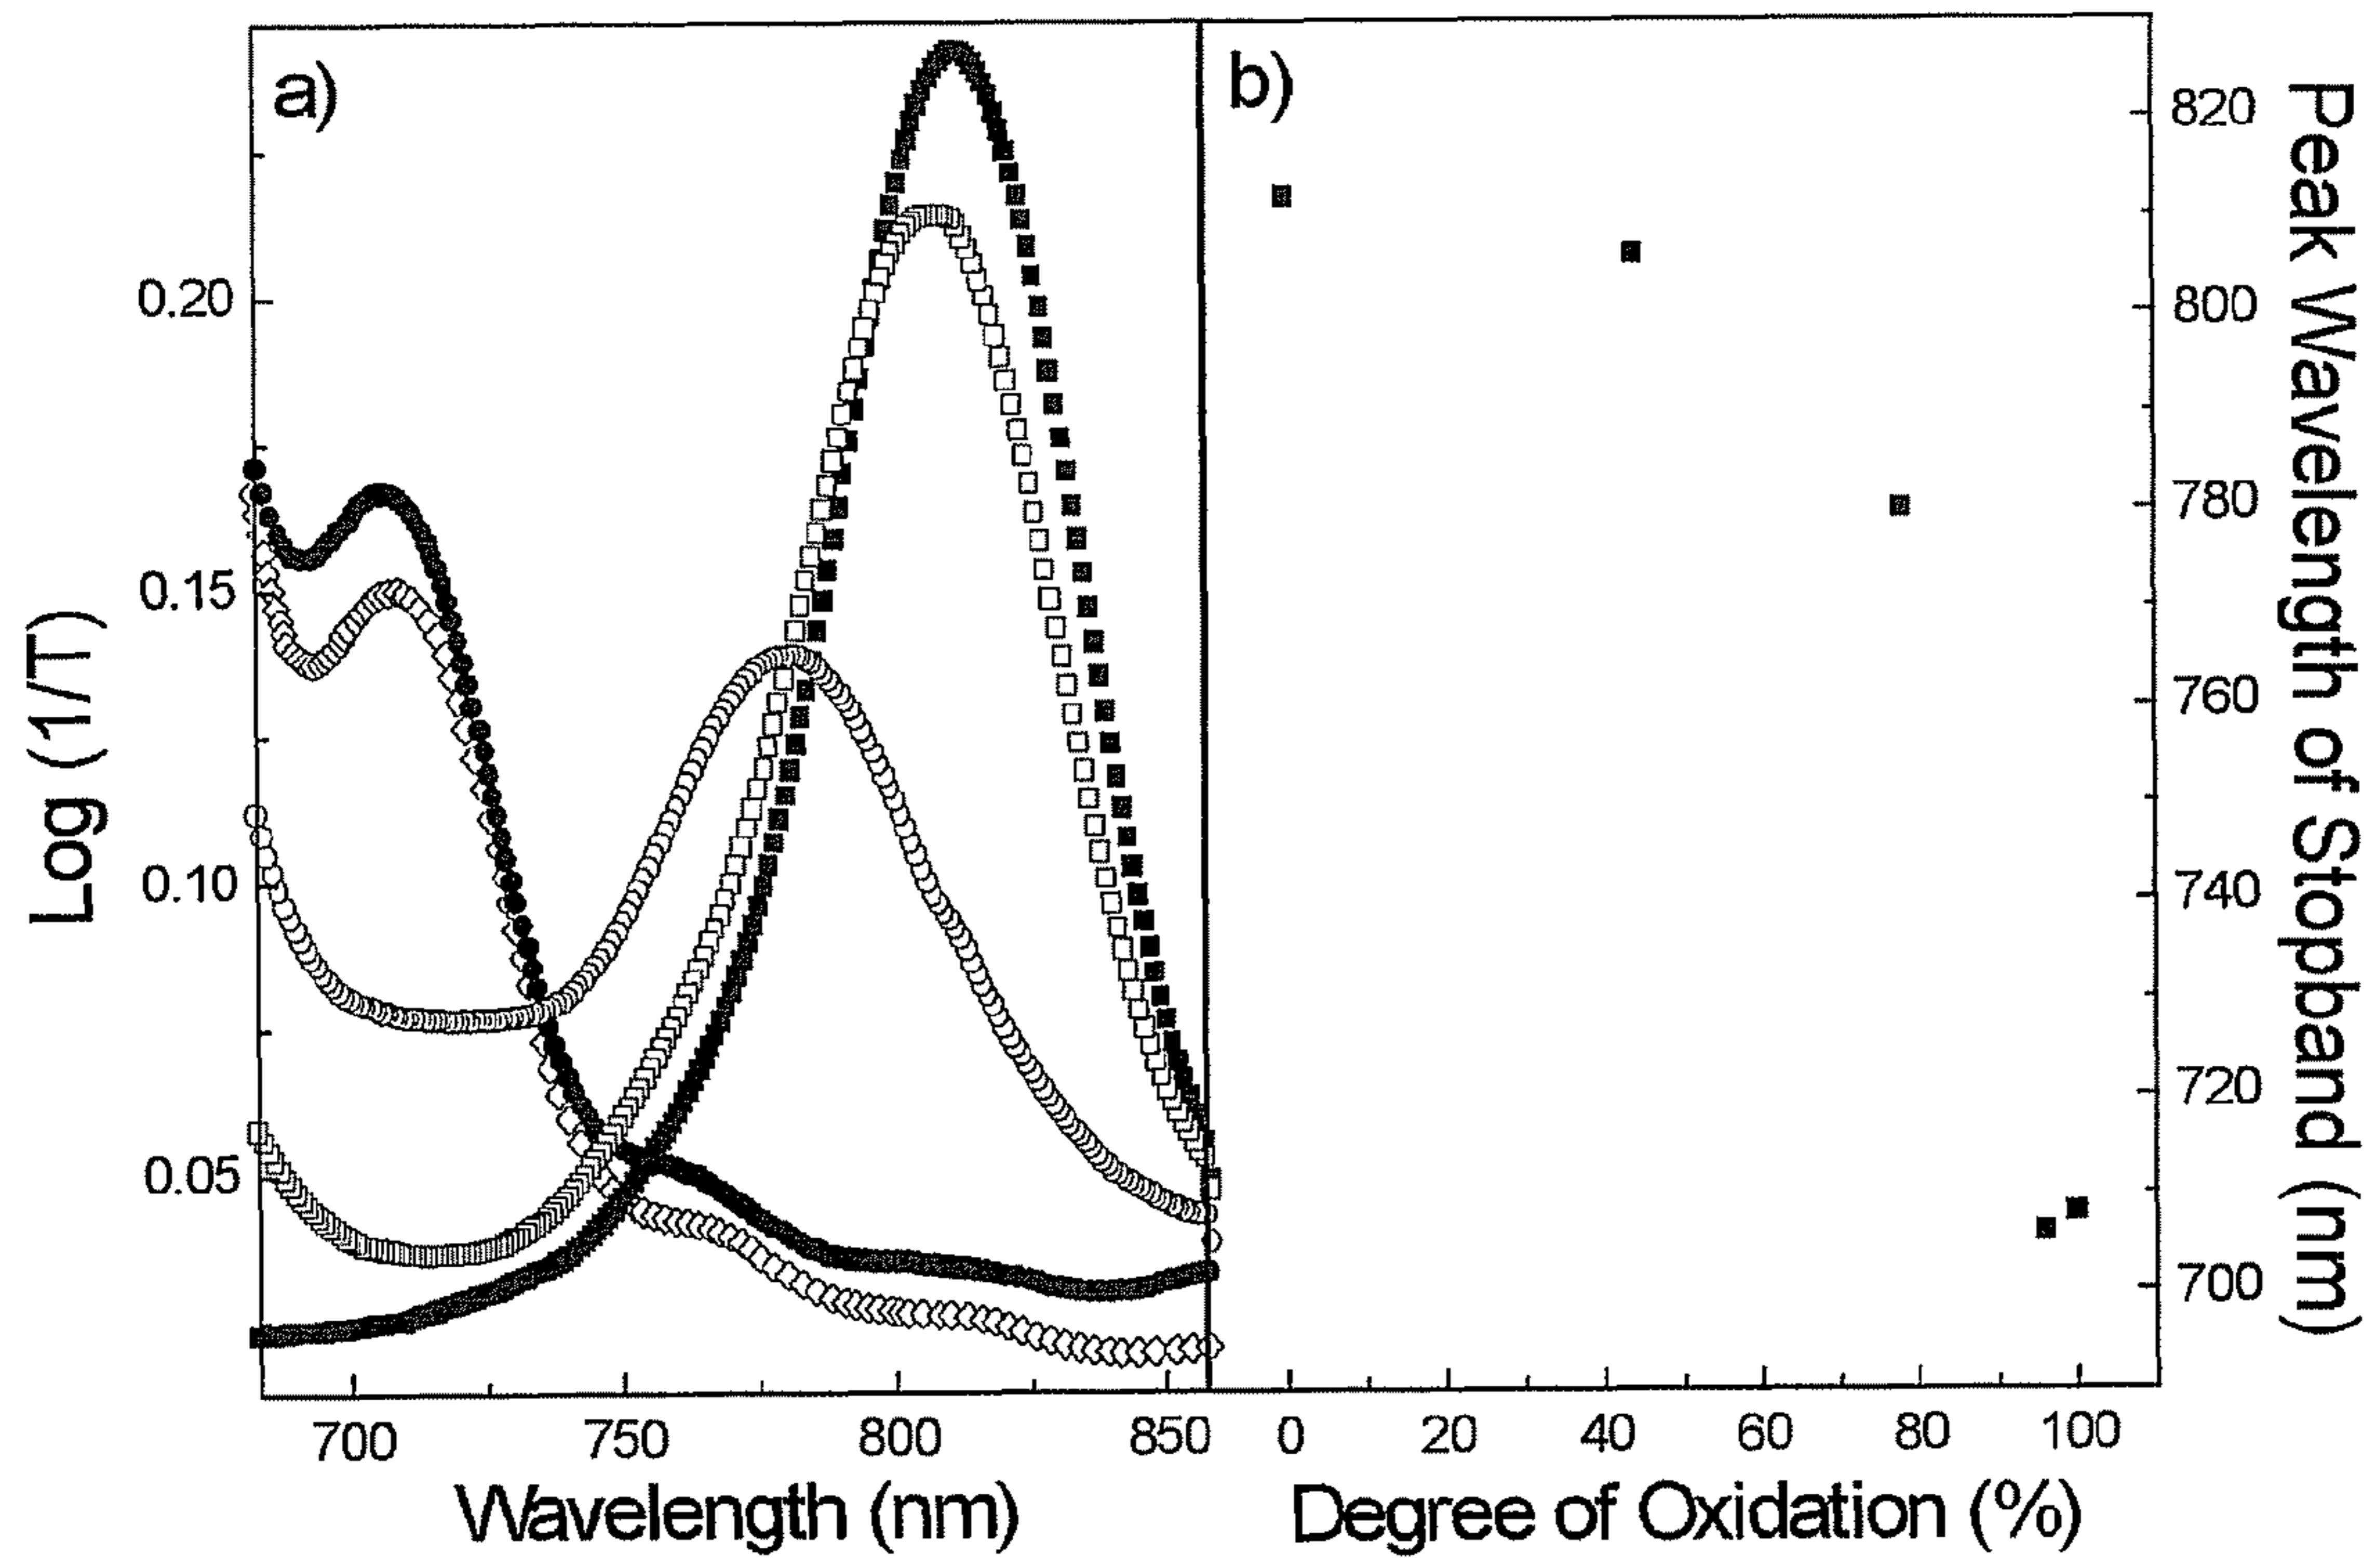 a)
b)
0.20
0.15
0.10
0.05
Log (1/T)
700 750 800 850
Wavelength (nm)
0 20 40 60 80 100
Degree of Oxidation (%)
820
800
780
760
740
720
700
Peak Wavelength of Stopband (nm)